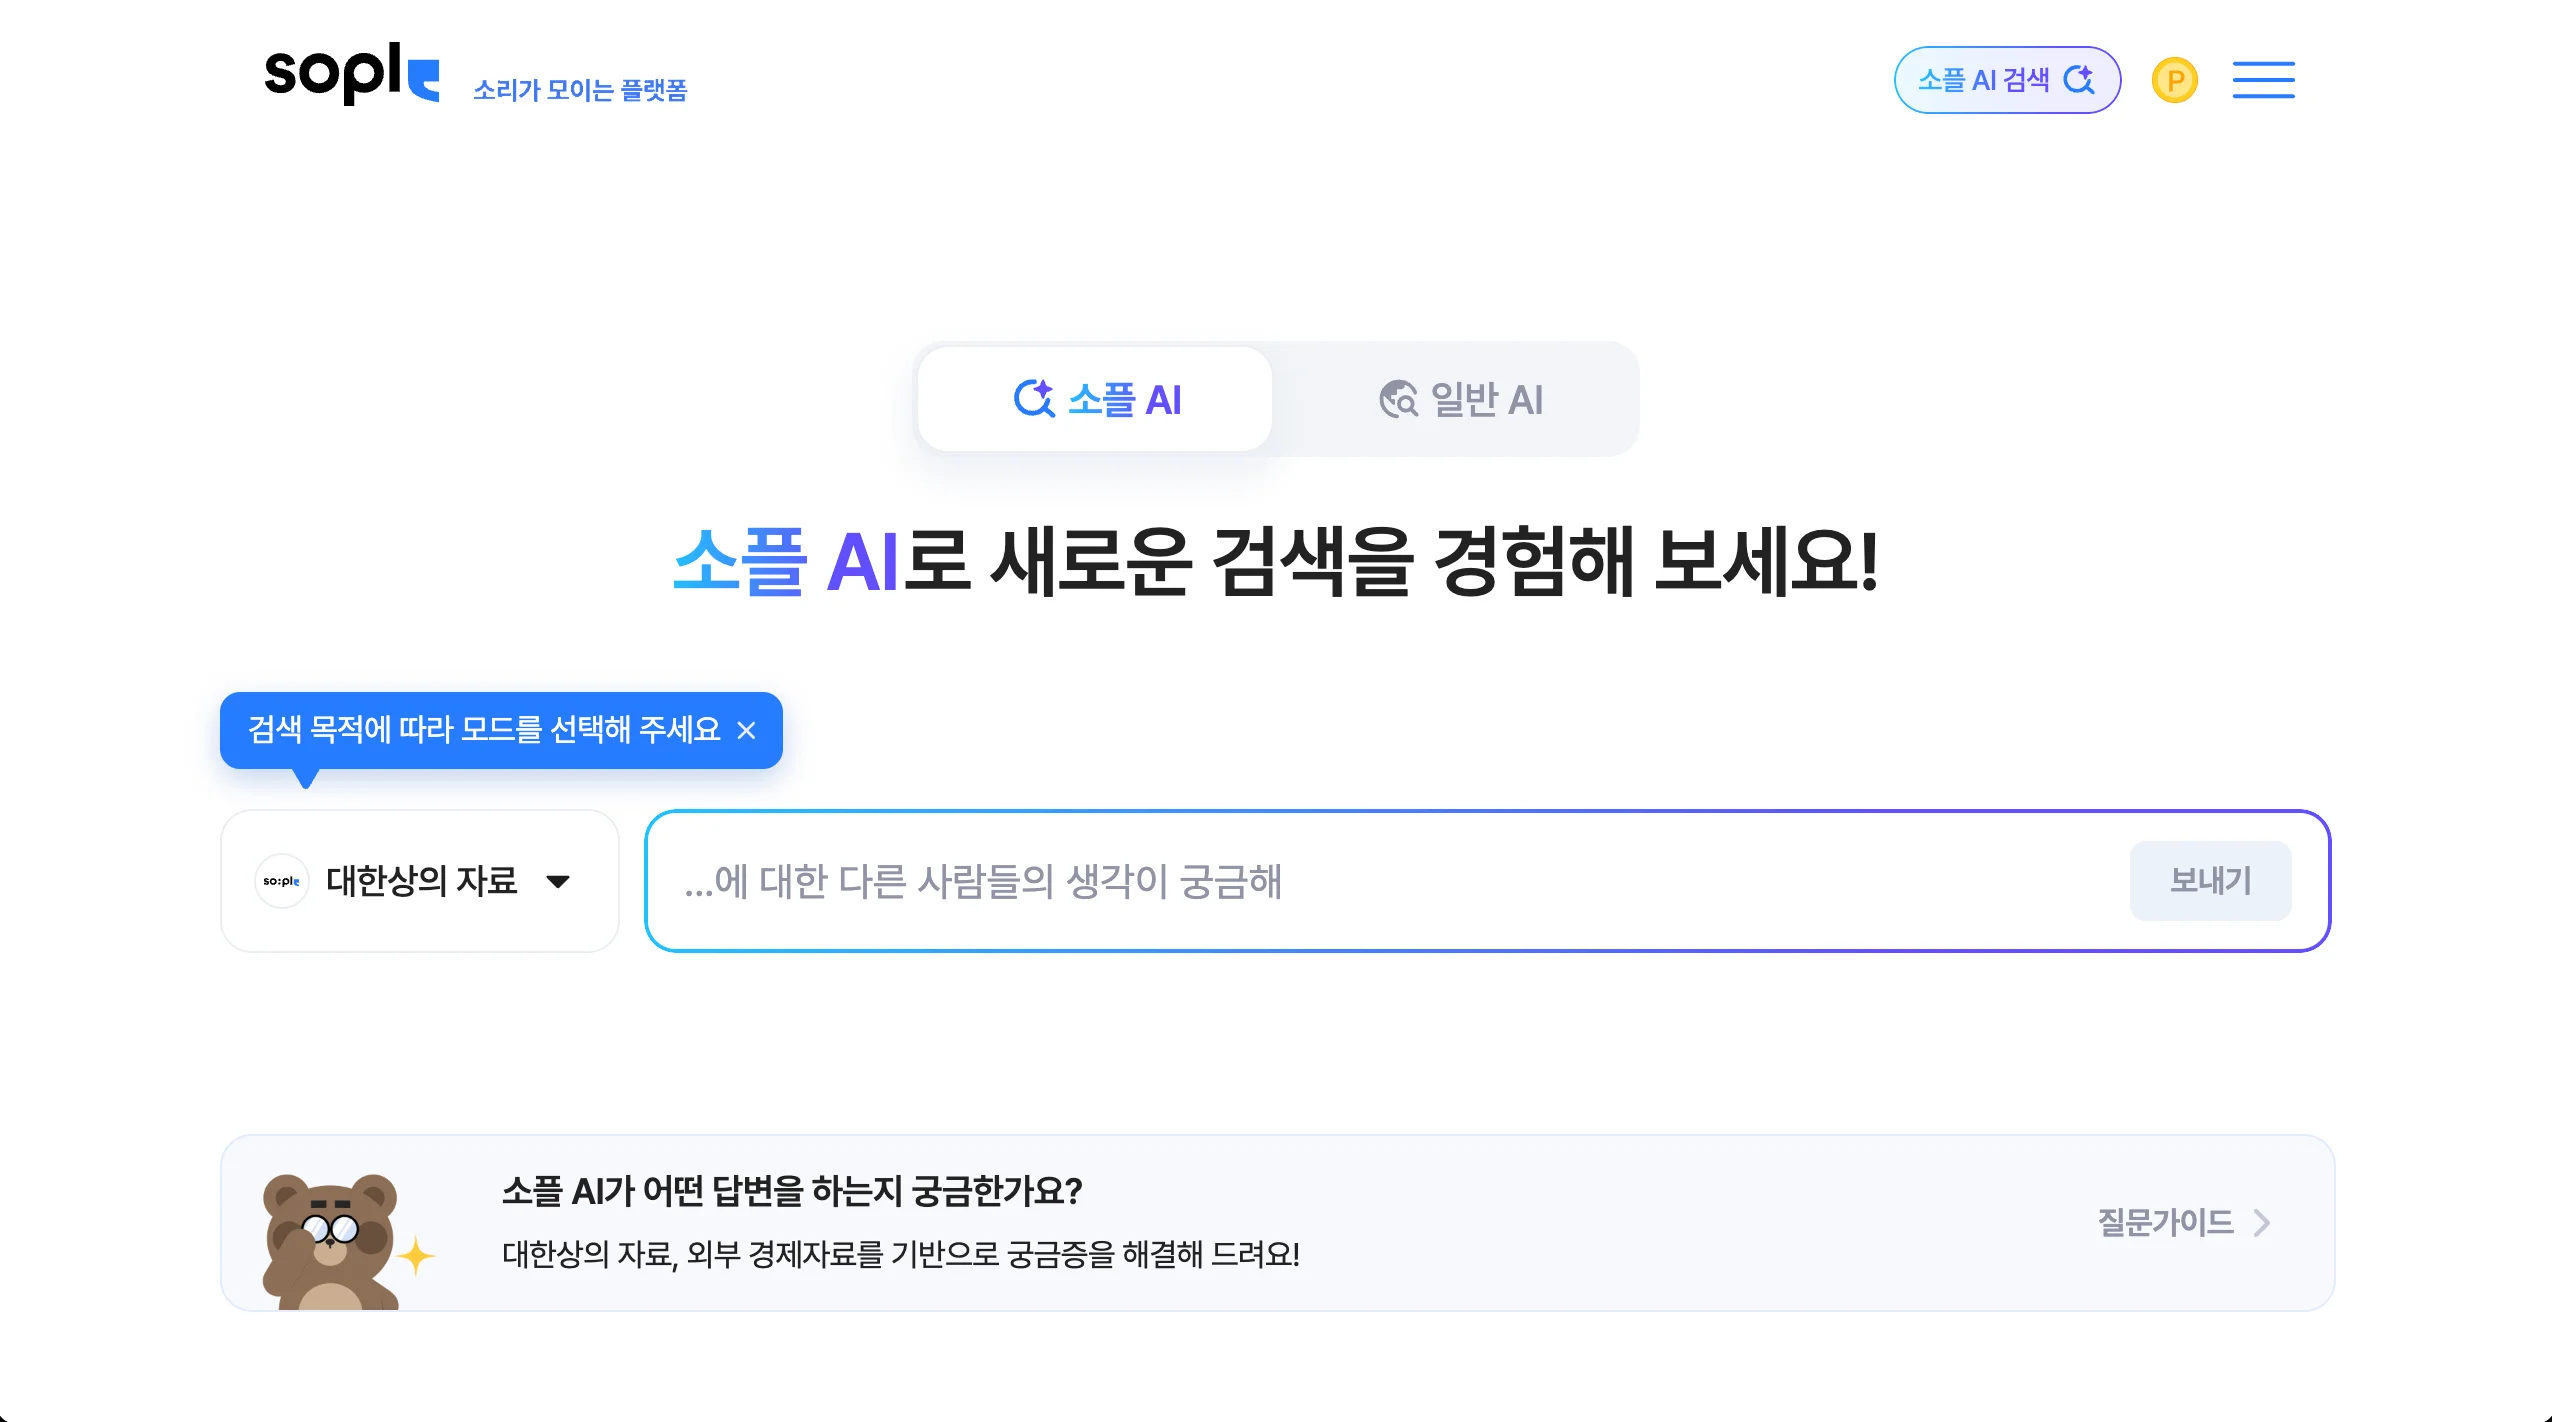 sople 소리가 모이는 플랫폼
소플 AI 검색 P
소플 AI 일반 AI
소플 AI로 새로운 검색을 경험해 보세요!
검색 목적에 따라 모드를 선택해 주세요 ×
so:ple 대한상의 자료 ...에 대한 다른 사람들의 생각이 궁금해 보내기
소플 AI가 어떤 답변을 하는지 궁금한가요?
대한상의 자료, 외부 경제자료를 기반으로 궁금증을 해결해 드려요!
질문가이드